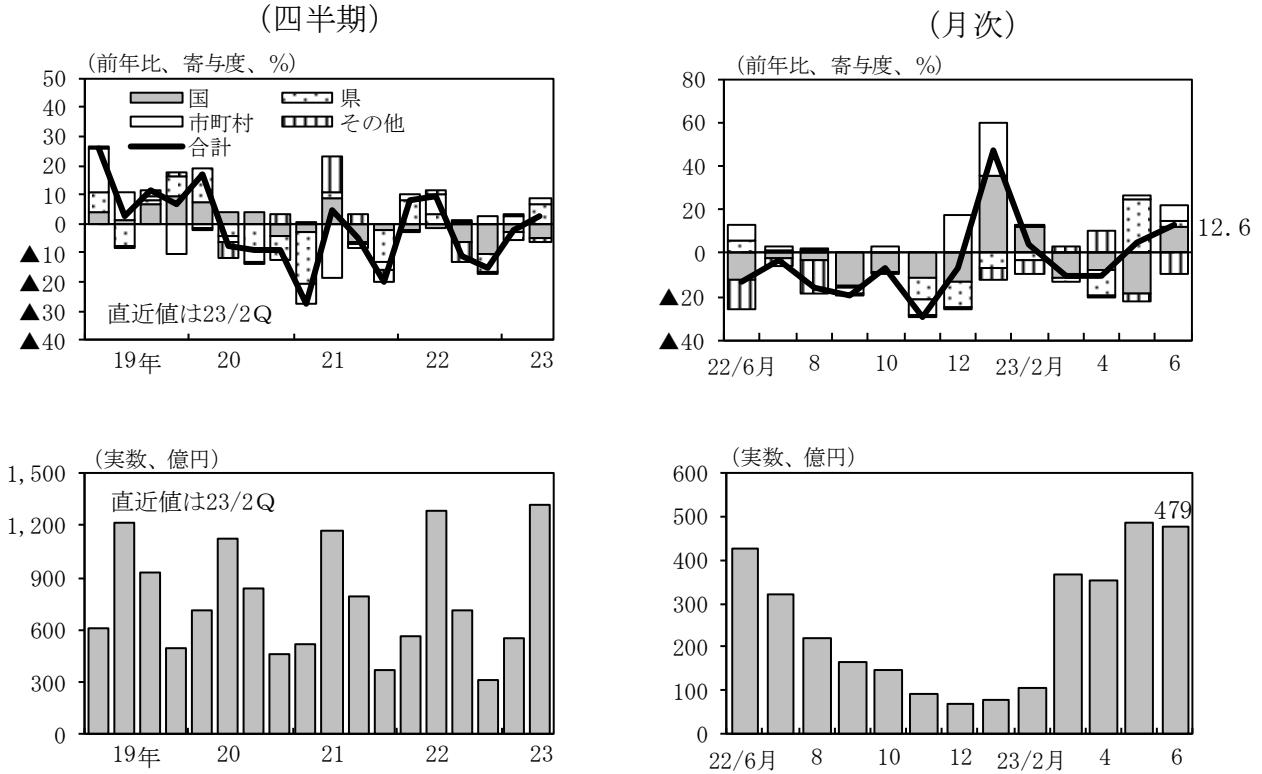 (四半期)
(前年比、寄与度、%)
50
40
30
20
10
0
▲10
▲20
▲30
▲40
国
県
市町村
その他
合計
直近値は23/2Q
19年 20 21 22 23
(月次)
(前年比、寄与度、%)
80
60
40
20
0
▲20
▲40
12.6
22/6月 8 10 12 23/2月 4 6
(実数、億円)
1,500
1,200
900
600
300
0
直近値は23/2Q
19年 20 21 22 23
(実数、億円)
600
500
400
300
200
100
0
479
22/6月 8 10 12 23/2月 4 6